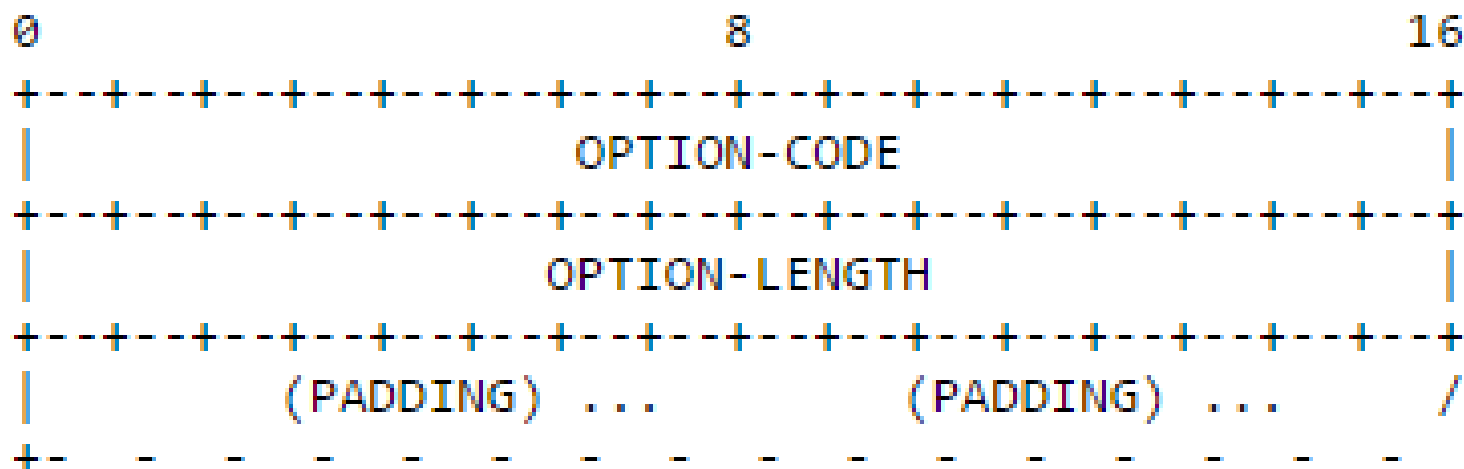 0                       8                      16
+--+--+--+--+--+--+--+--+--+--+--+--+--+--+--+--+
|                  OPTION-CODE                  |
+--+--+--+--+--+--+--+--+--+--+--+--+--+--+--+--+
|                 OPTION-LENGTH                 |
+--+--+--+--+--+--+--+--+--+--+--+--+--+--+--+--+
|        (PADDING) ...        (PADDING) ...     /
+-  -  -  -  -  -  -  -  -  -  -  -  -  -  -  -